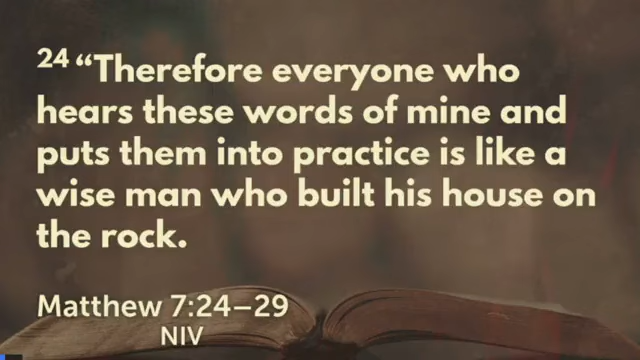 24 “Therefore everyone who
hears these words of mine and
puts them into practice is like a
wise man who built his house on
the rock.
Matthew 7:24–29
NIV